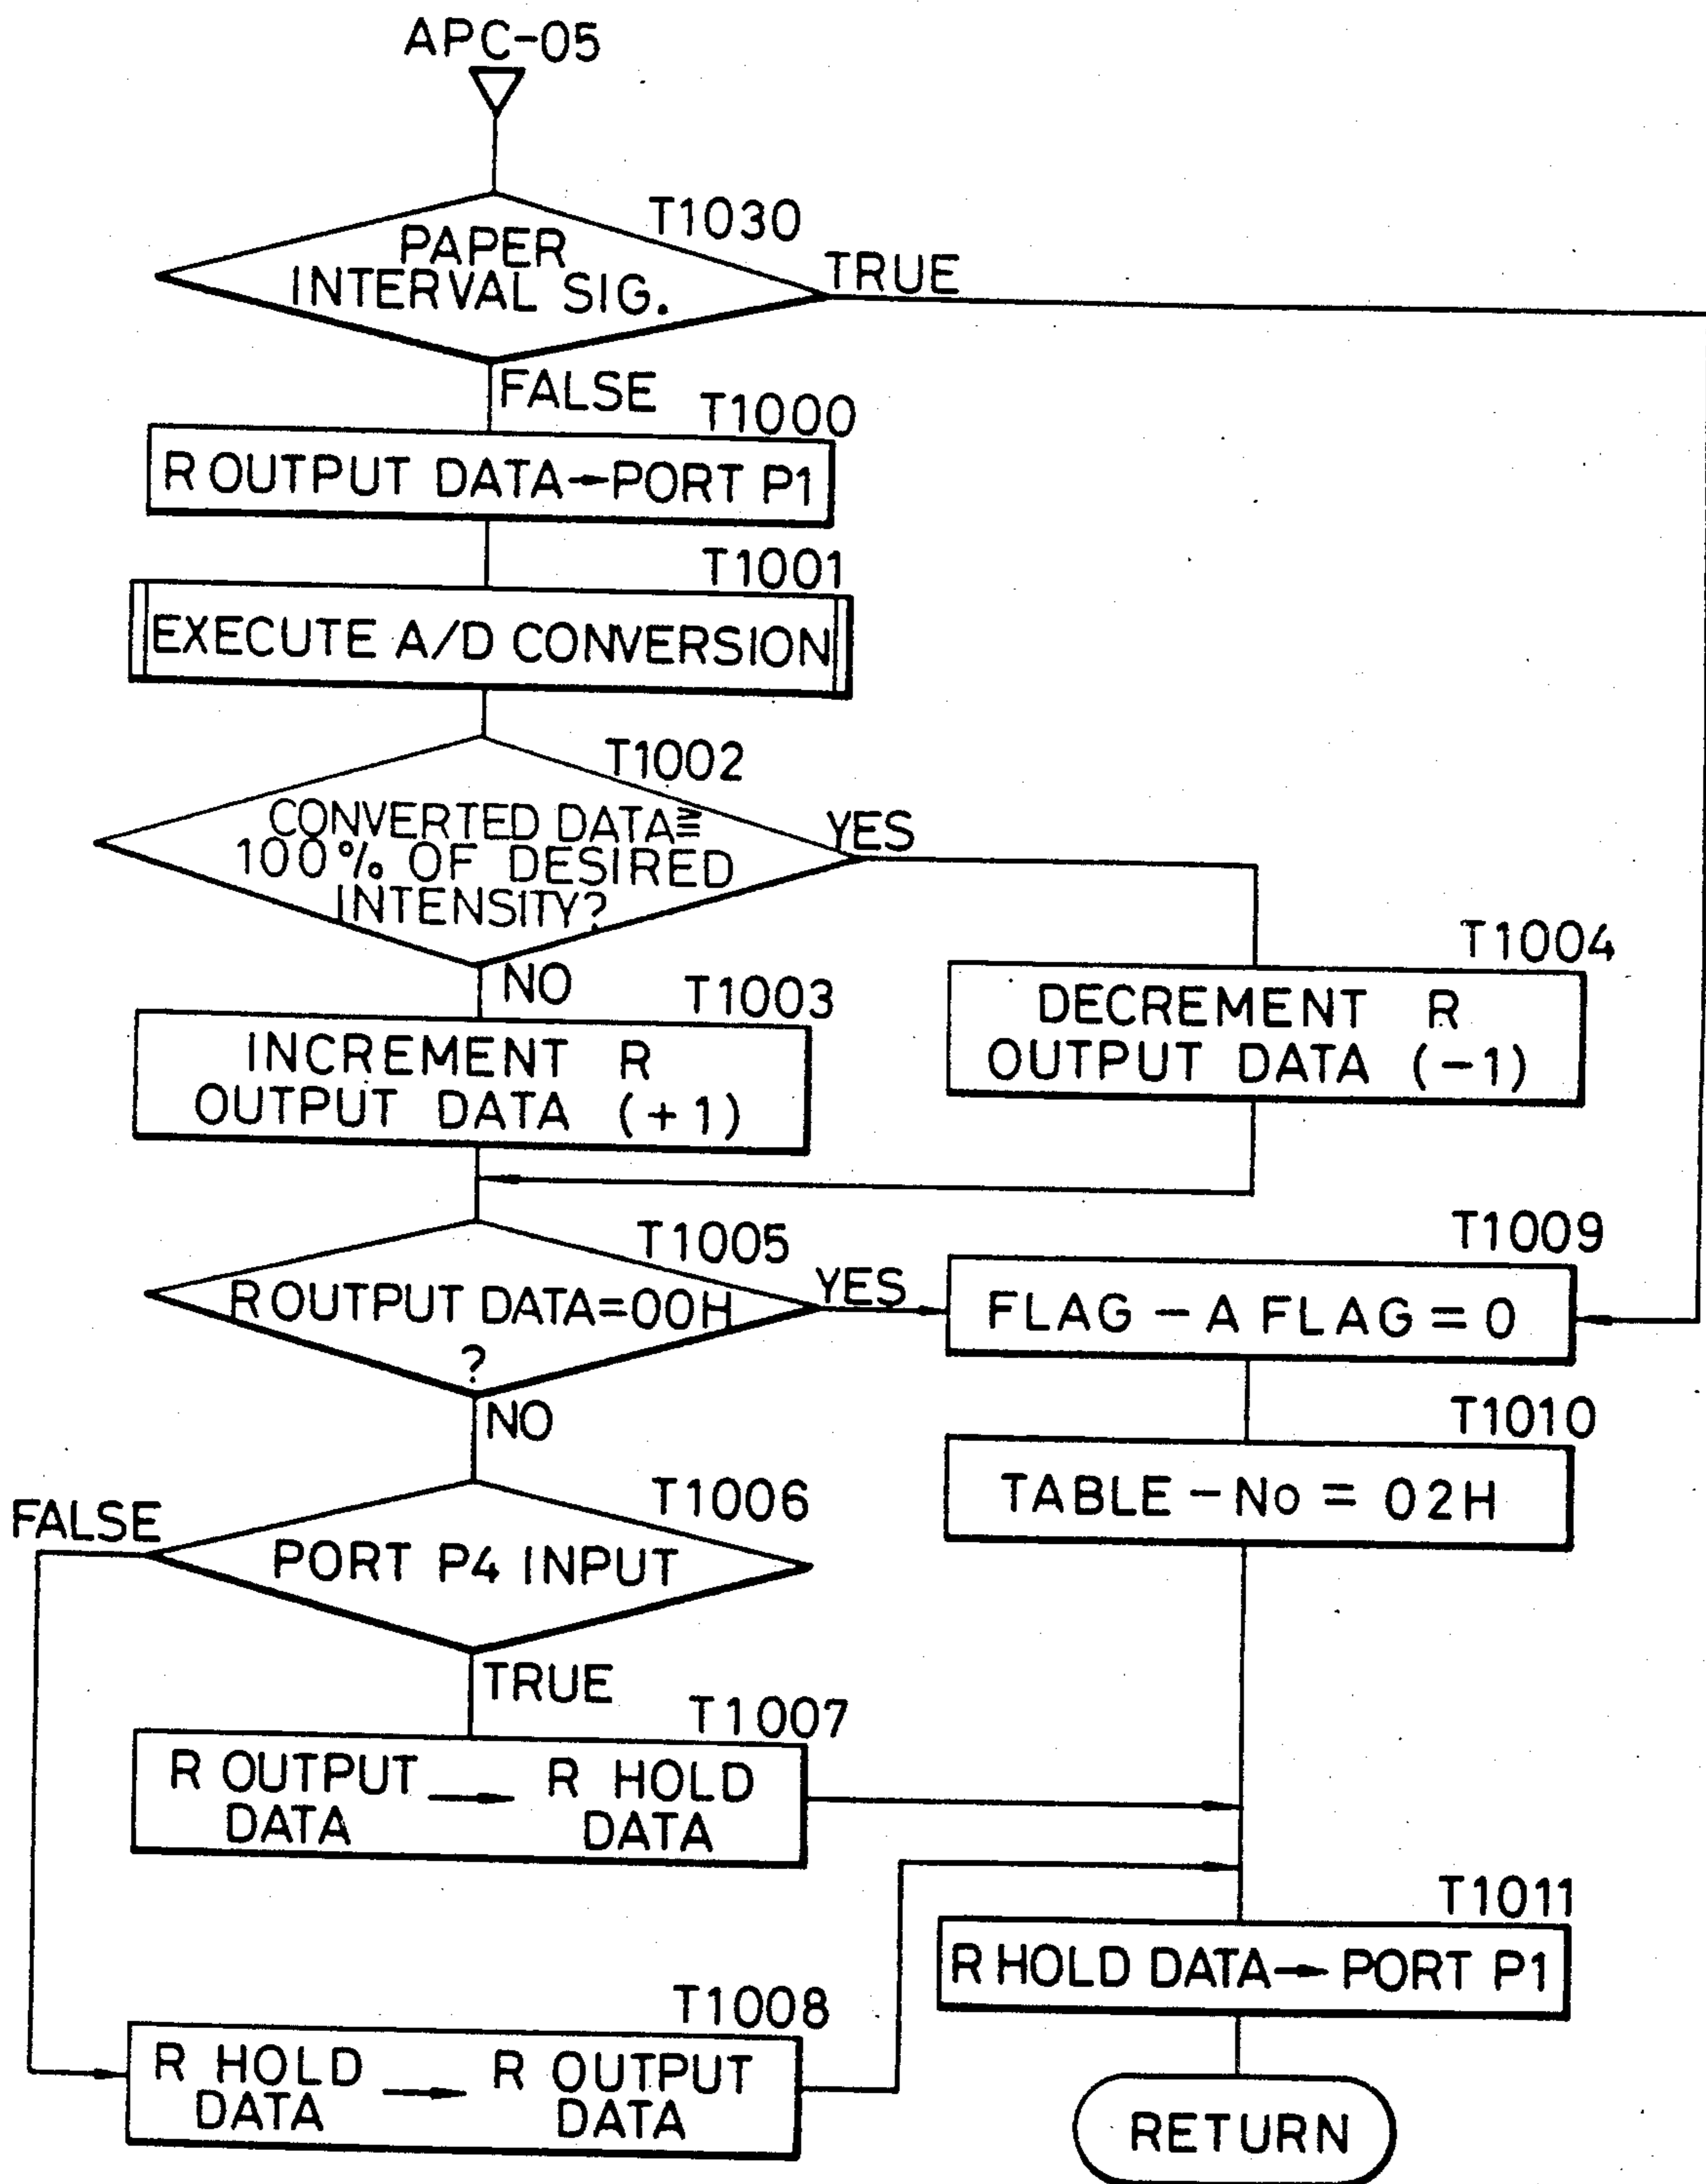 APC-05
T1030
PAPER
INTERVAL SIG.
TRUE
FALSE
T1000
R OUTPUT DATA→PORT P1
T1001
EXECUTE A/D CONVERSION
T1002
CONVERTED DATA≧
100% OF DESIRED
INTENSITY?
YES
NO
T1003
INCREMENT R
OUTPUT DATA (+1)
T1004
DECREMENT R
OUTPUT DATA (-1)
T1005
R OUTPUT DATA=00H
?
YES
NO
T1009
FLAG-A FLAG=0
T1010
TABLE-No=02H
T1006
PORT P4 INPUT
FALSE
TRUE
T1007
R OUTPUT → R HOLD
DATA DATA
T1008
R HOLD → R OUTPUT
DATA DATA
T1011
R HOLD DATA→PORT P1
RETURN